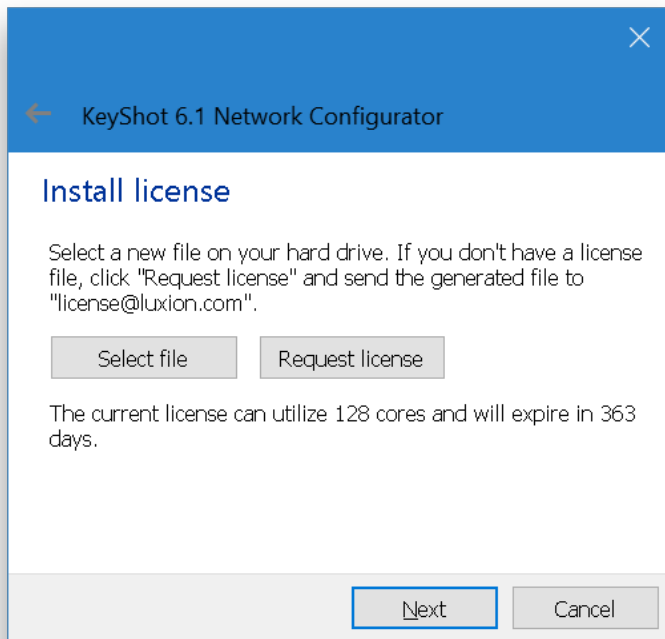 KeyShot 6.1 Network Configurator
Install license
Select a new file on your hard drive. If you don't have a license
file, click "Request license" and send the generated file to
"license@luxion.com".
Select file
Request license
The current license can utilize 128 cores and will expire in 363
days.
Next
Cancel